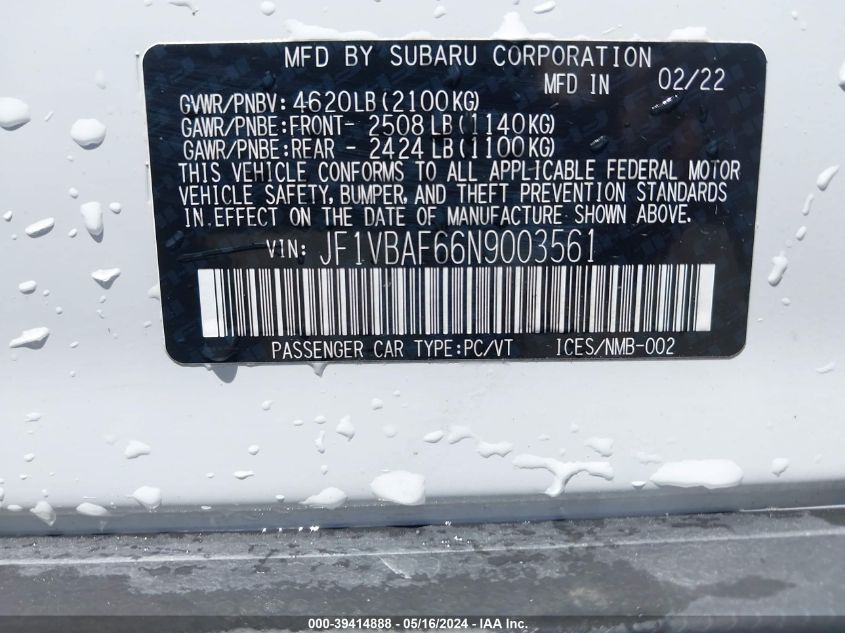 MFD BY SUBARU CORPORATION
MFD IN 02/22
GVWR/PNBV: 4620LB(2100KG)
GAWR/PNBE:FRONT- 2508 LB(1140KG)
GAWR/PNBE:REAR - 2424 LB(1100KG)
THIS VEHICLE CONFORMS TO ALL APPLICABLE FEDERAL MOTOR
VEHICLE SAFETY, BUMPER, AND THEFT PREVENTION STANDARDS
IN EFFECT ON THE DATE OF MANUFACTURE SHOWN ABOVE.
VIN: JF1VBAF66N9003561
PASSENGER CAR TYPE:PC/VT ICES/NMB-002
000-39414888 - 05/16/2024 - IAA Inc.